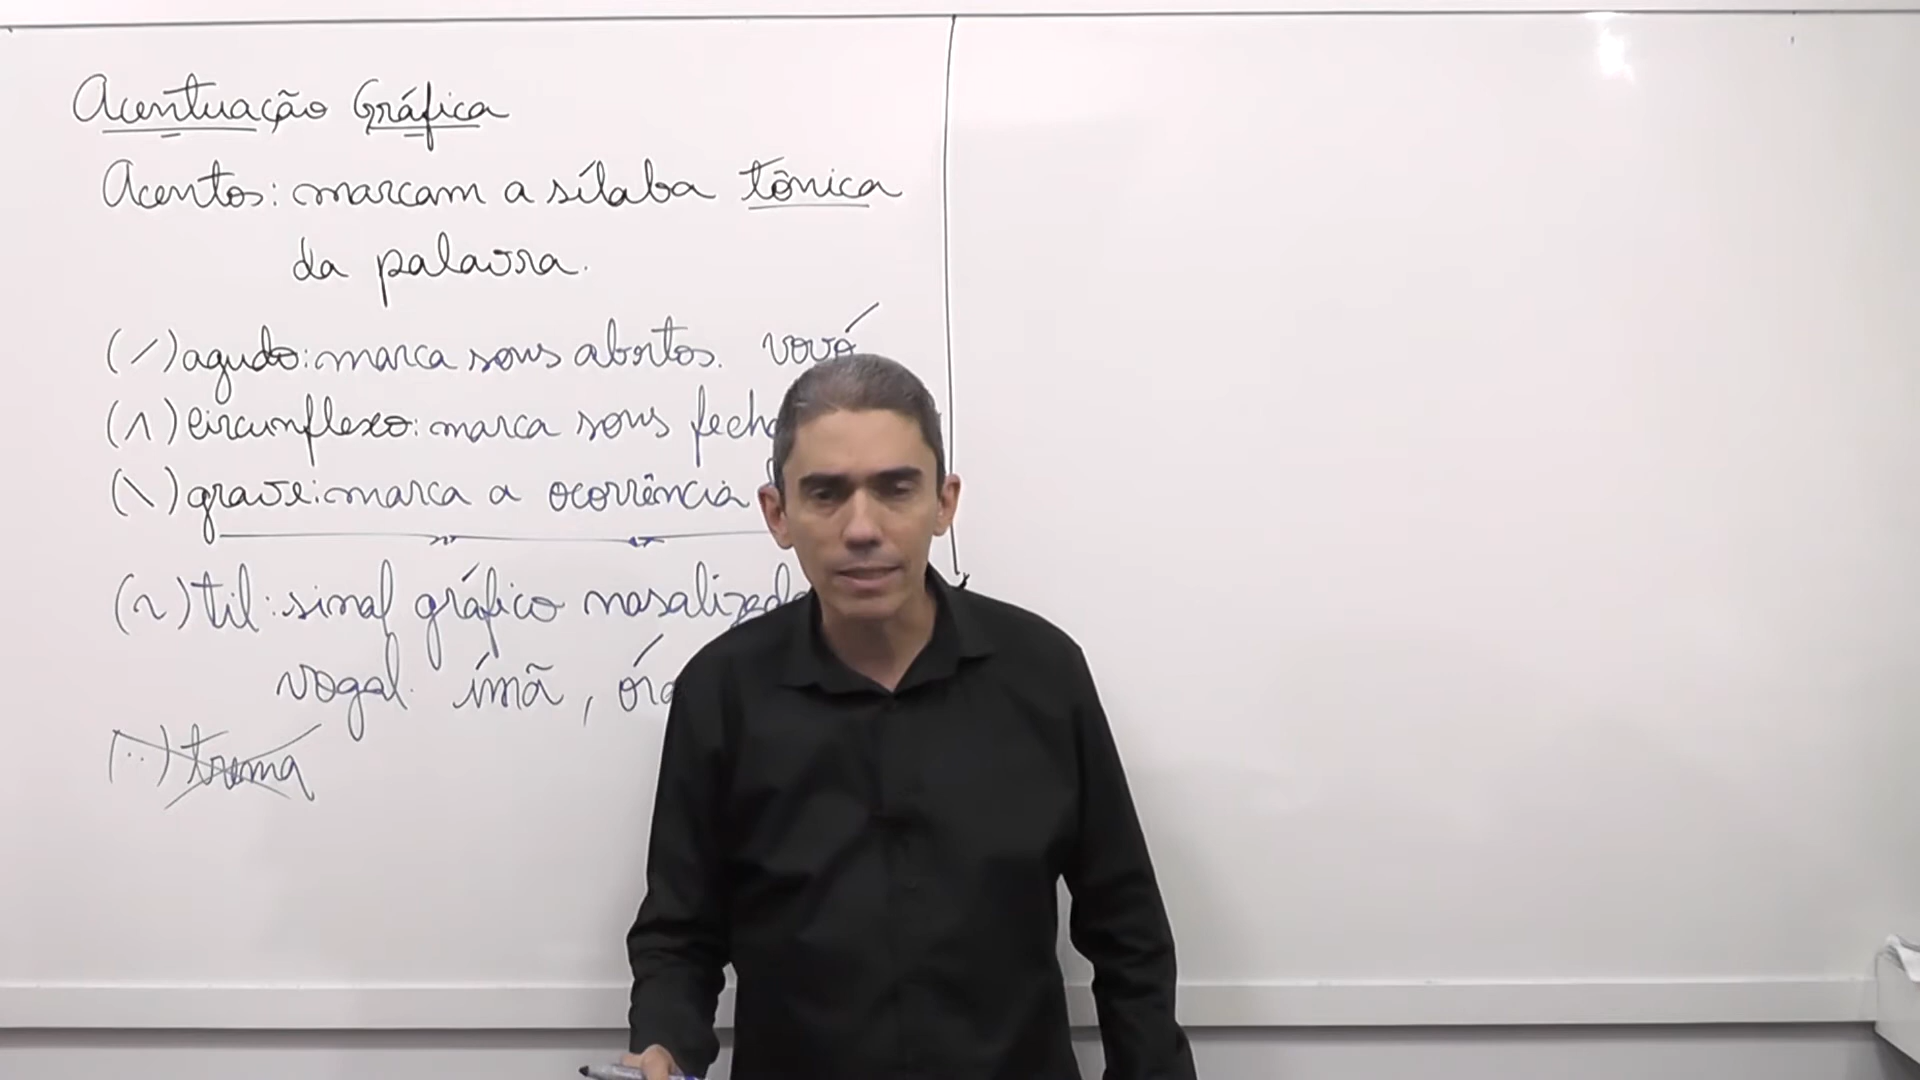 Acentuação Gráfica
Acentos: marcam a sílaba tônica
da palavra.
(´) agudo: marca sons abertos. vovó
(^) circunflexo: marca sons
(`) grave: marca a ocorrência
(~) til: sinal gráfico
vogal. ímã,
(¨) trema